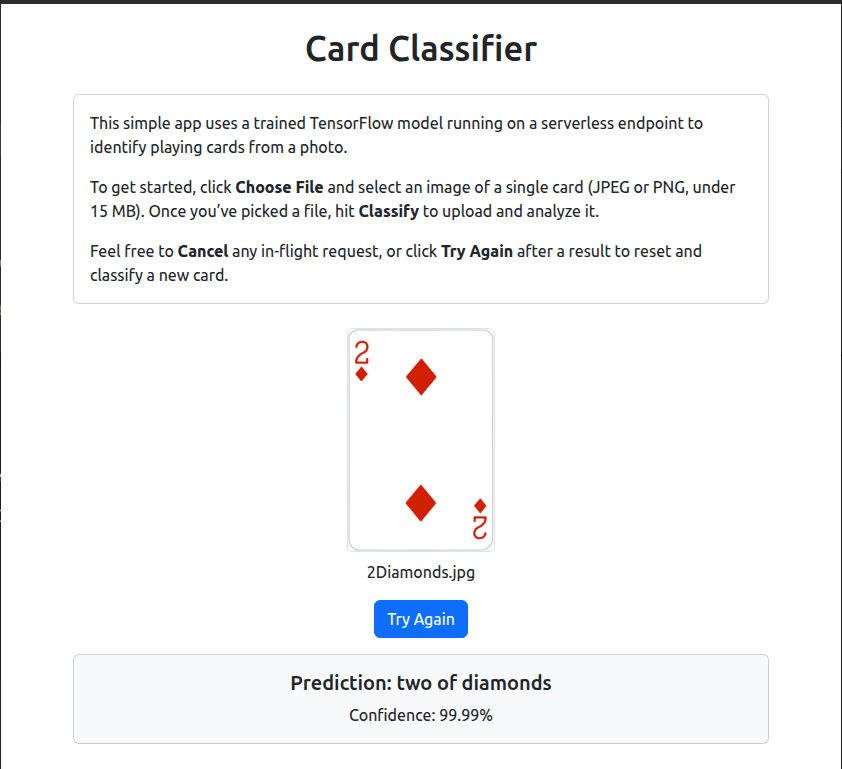 Card Classifier
This simple app uses a trained TensorFlow model running on a serverless endpoint to
identify playing cards from a photo.
To get started, click Choose File and select an image of a single card (JPEG or PNG, under
15 MB). Once you’ve picked a file, hit Classify to upload and analyze it.
Feel free to Cancel any in-flight request, or click Try Again after a result to reset and
classify a new card.
2
2
2Diamonds.jpg
Try Again
Prediction: two of diamonds
Confidence: 99.99%